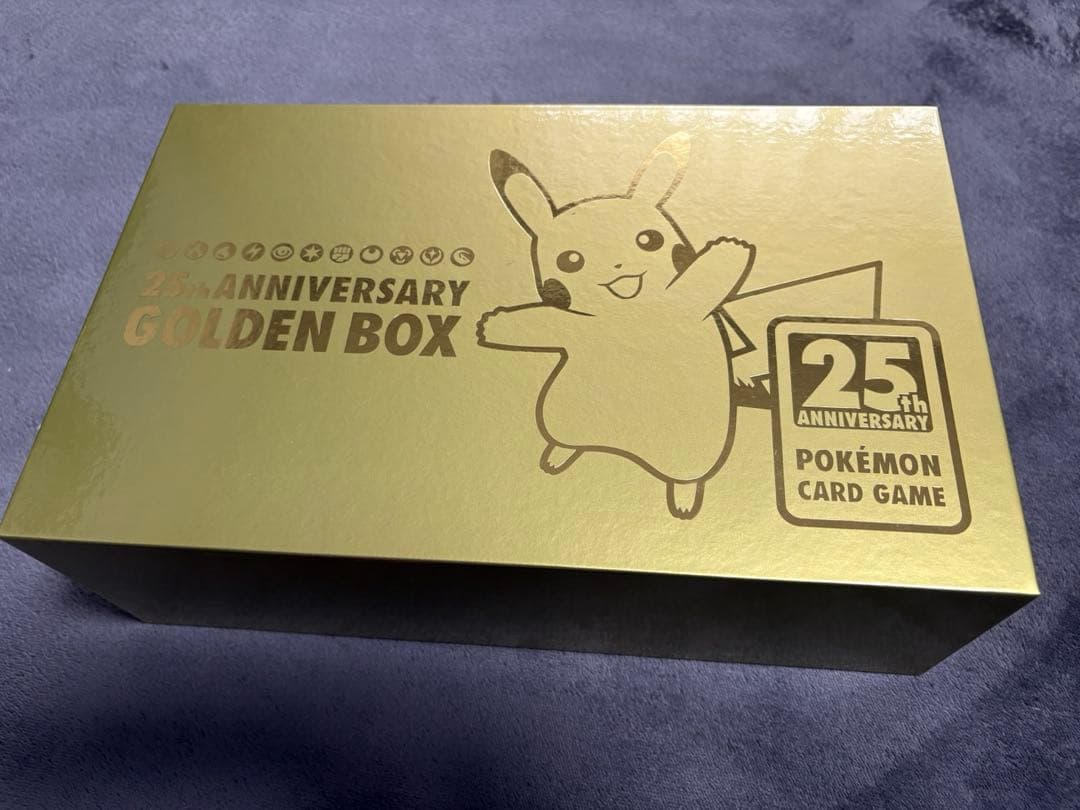 25th ANNIVERSARY
GOLDEN BOX
25th
ANNIVERSARY
POKÉMON
CARD GAME